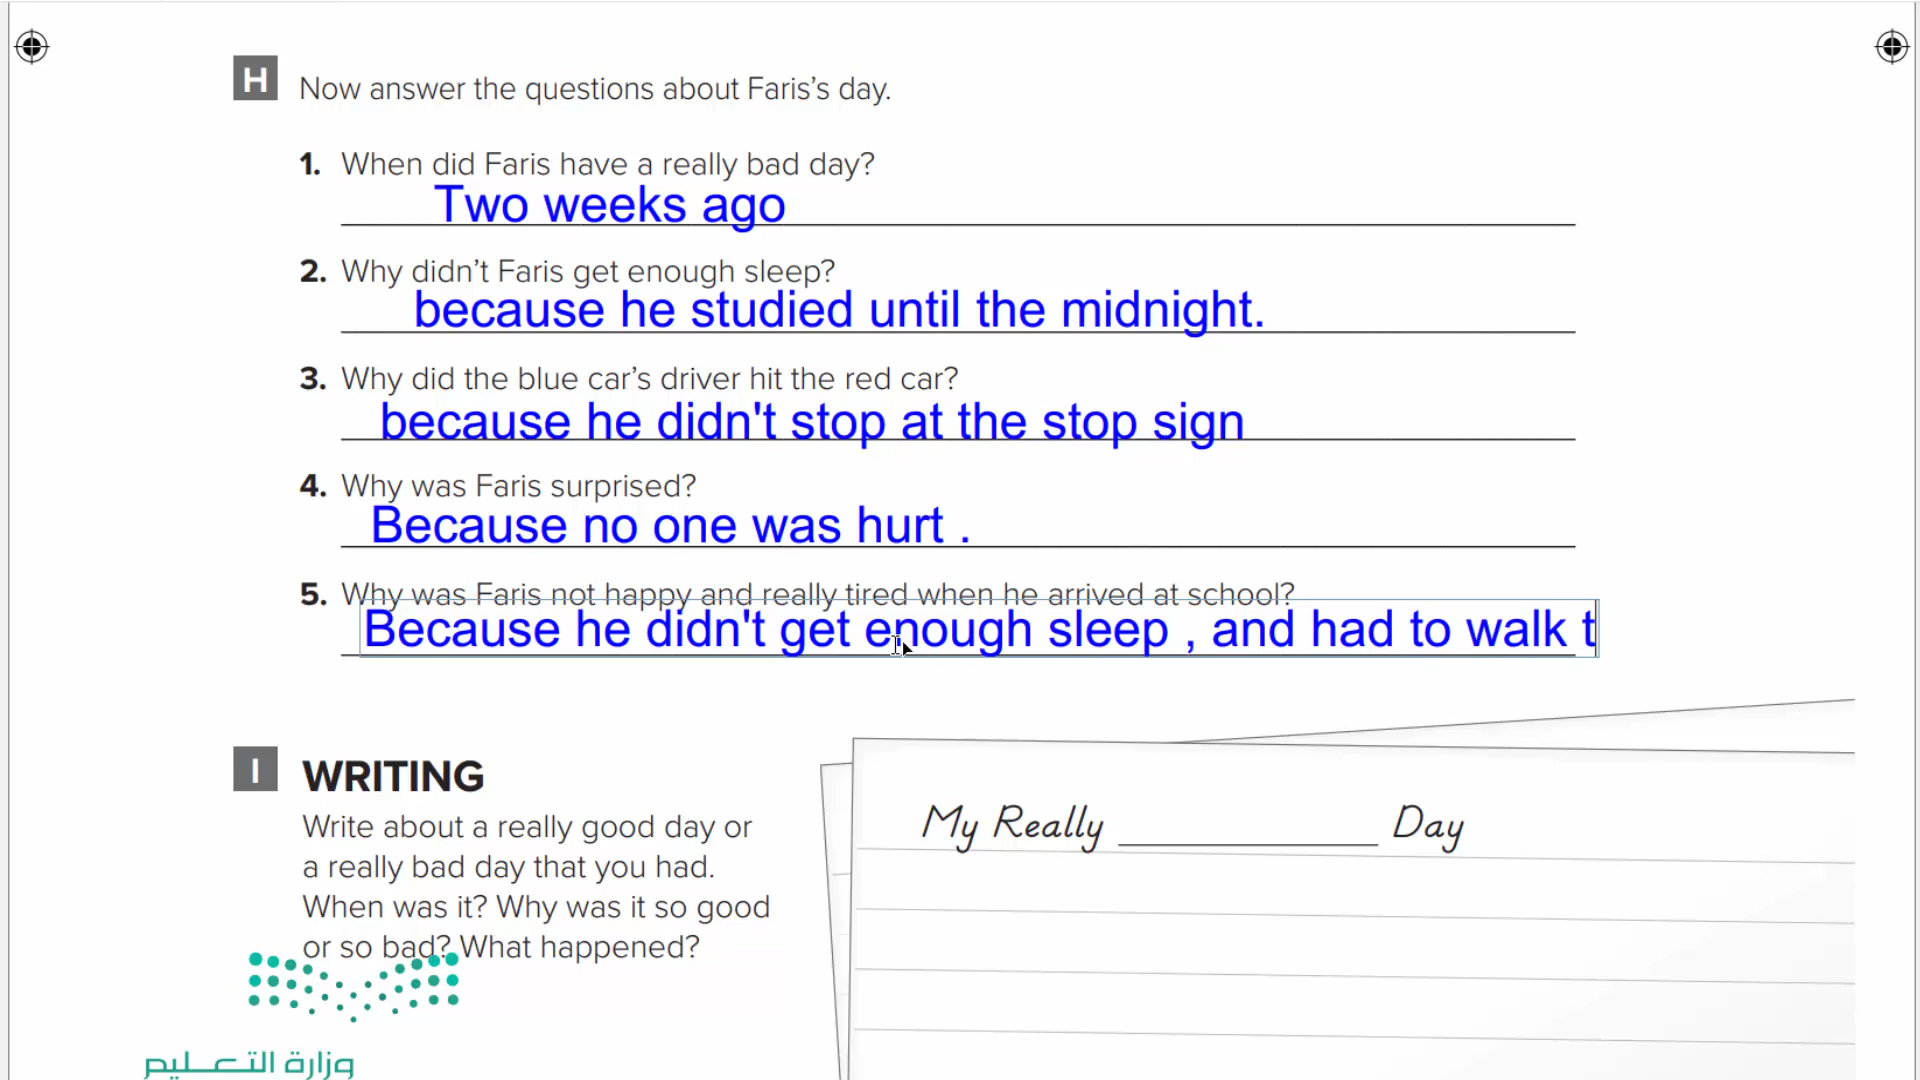 H Now answer the questions about Faris’s day.
1. When did Faris have a really bad day?
Two weeks ago
2. Why didn’t Faris get enough sleep?
because he studied until the midnight.
3. Why did the blue car’s driver hit the red car?
because he didn't stop at the stop sign
4. Why was Faris surprised?
Because no one was hurt .
5. Why was Faris not happy and really tired when he arrived at school?
Because he didn't get enough sleep , and had to walk t
I WRITING
Write about a really good day or
a really bad day that you had.
When was it? Why was it so good
or so bad? What happened?
My Really ____________ Day
وزارة التعليم